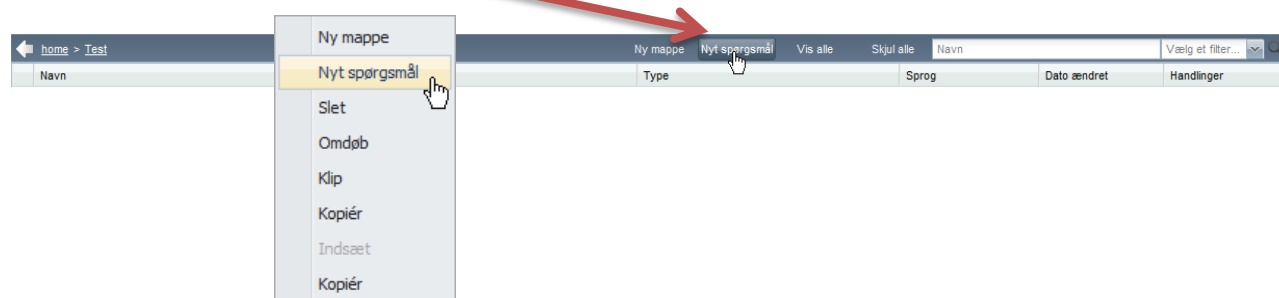 home > Test
Ny mappe Nyt spørgsmål Vis alle Skjul alle Navn Vælg et filter...
Navn Type Sprog Dato ændret Handlinger
Ny mappe
Nyt spørgsmål
Slet
Omdøb
Klip
Kopiér
Indsæt
Kopiér